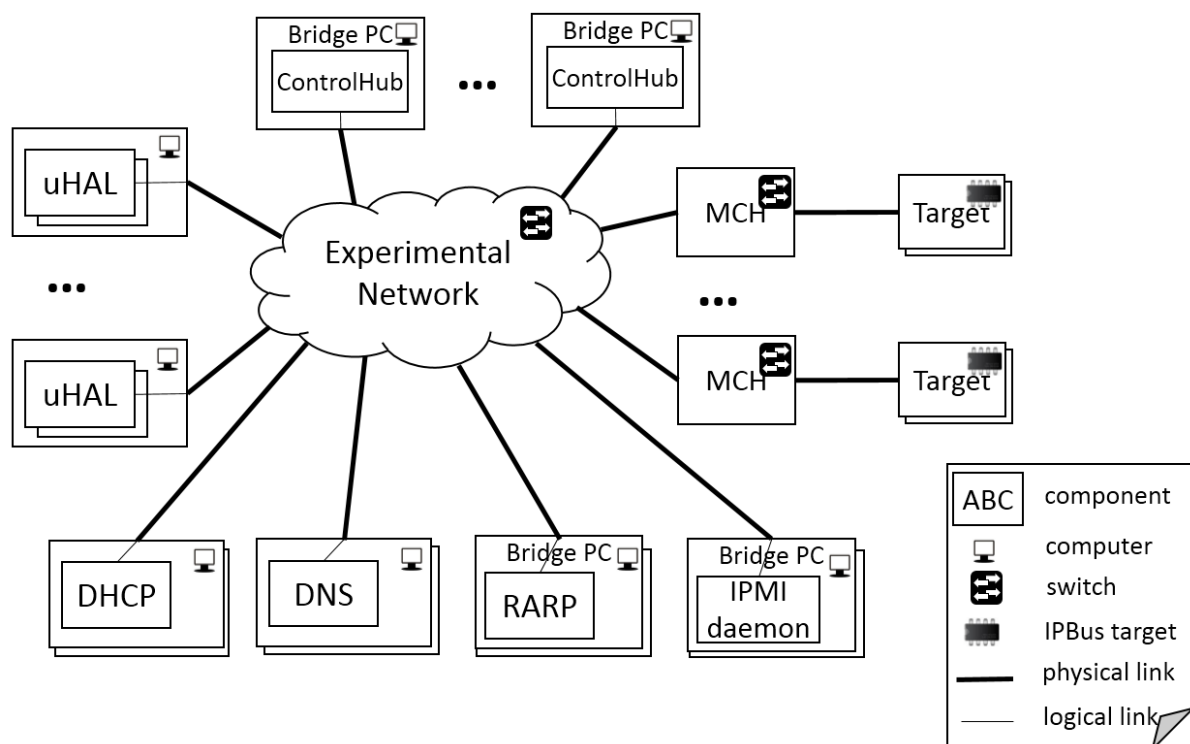 Bridge PC
ControlHub
...
Bridge PC
ControlHub
uHAL
MCH
Target
Experimental
Network
...
...
uHAL
MCH
Target
DHCP
DNS
Bridge PC
RARP
Bridge PC
IPMI
daemon
ABC component
computer
switch
IPBus target
physical link
logical link